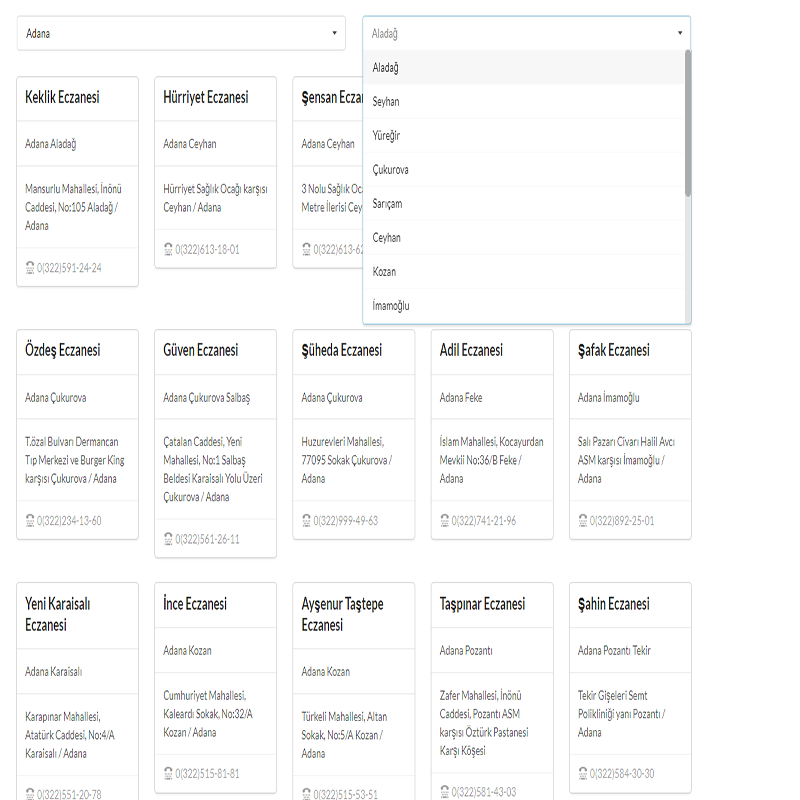 Adana
Aladağ
Aladağ
Seyhan
Yüreğir
Çukurova
Sarıçam
Ceyhan
Kozan
İmamoğlu
Keklik Eczanesi
Adana Aladağ
Mansurlu Mahallesi, İnönü
Caddesi, No:105 Aladağ /
Adana
0(322)591-24-24
Hürriyet Eczanesi
Adana Ceyhan
Hürriyet Sağlık Ocağı karşısı
Ceyhan / Adana
0(322)613-18-01
Şensan Ecza
Adana Ceyhan
3 Nolu Sağlık Oc
Metre İlerisi Cey
0(322)613-62
Özdeş Eczanesi
Adana Çukurova
T.özal Bulvarı Dermancan
Tıp Merkezi ve Burger King
karşısı Çukurova / Adana
0(322)234-13-60
Güven Eczanesi
Adana Çukurova Salbaş
Çatalan Caddesi, Yeni
Mahallesi, No:1 Salbaş
Beldesi Karaisalı Yolu Üzeri
Çukurova / Adana
0(322)561-26-11
Şüheda Eczanesi
Adana Çukurova
Huzurevleri Mahallesi,
77095 Sokak Çukurova /
Adana
0(322)999-49-63
Adil Eczanesi
Adana Feke
İslam Mahallesi, Kocayurdan
Mevkii No:36/B Feke /
Adana
0(322)741-21-96
Şafak Eczanesi
Adana İmamoğlu
Salı Pazarı Civarı Halil Avcı
ASM karşısı İmamoğlu /
Adana
0(322)892-25-01
Yeni Karaisalı
Eczanesi
Adana Karaisalı
Karapınar Mahallesi,
Atatürk Caddesi, No:4/A
Karaisalı / Adana
0(322)551-20-78
İnce Eczanesi
Adana Kozan
Cumhuriyet Mahallesi,
Kaleardı Sokak, No:32/A
Kozan / Adana
0(322)515-81-81
Ayşenur Taştepe
Eczanesi
Adana Kozan
Türkeli Mahallesi, Altan
Sokak, No:5/A Kozan /
Adana
0(322)515-53-51
Taşpınar Eczanesi
Adana Pozantı
Zafer Mahallesi, İnönü
Caddesi, Pozantı ASM
karşısı Öztürk Pastanesi
Karşı Köşesi
0(322)581-43-03
Şahin Eczanesi
Adana Pozantı Tekir
Tekir Gişeleri Semt
Polikliniği yanı Pozantı /
Adana
0(322)584-30-30